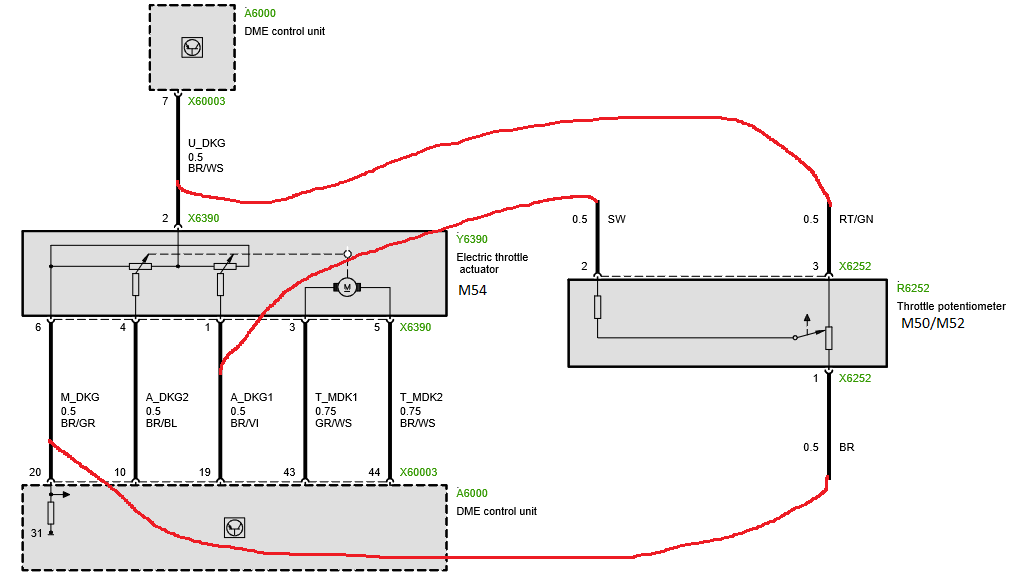 A6000
DME control unit
7 X60003
U_DKG
0.5
BR/WS
2 X6390
0.5 SW
0.5 RT/GN
Y6390
Electric throttle
actuator
M54
M
2
3 X6252
R6252
Throttle potentiometer
M50/M52
6 4 1 3 5 X6390
1 X6252
M_DKG
0.5
BR/GR
A_DKG2
0.5
BR/BL
A_DKG1
0.5
BR/VI
T_MDK1
0.75
GR/WS
T_MDK2
0.75
BR/WS
0.5 BR
20 10 19 43 44 X60003
A6000
DME control unit
31